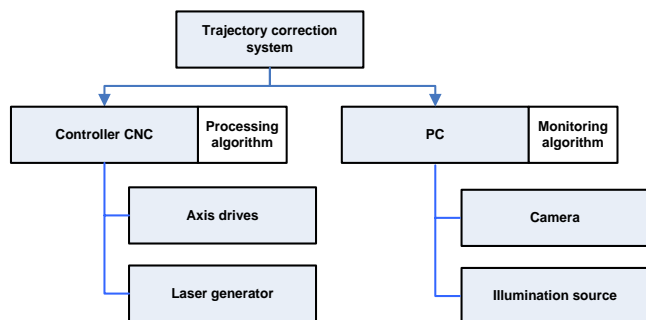 Trajectory correction
system
Controller CNC
Processing
algorithm
PC
Monitoring
algorithm
Axis drives
Camera
Laser generator
Illumination source